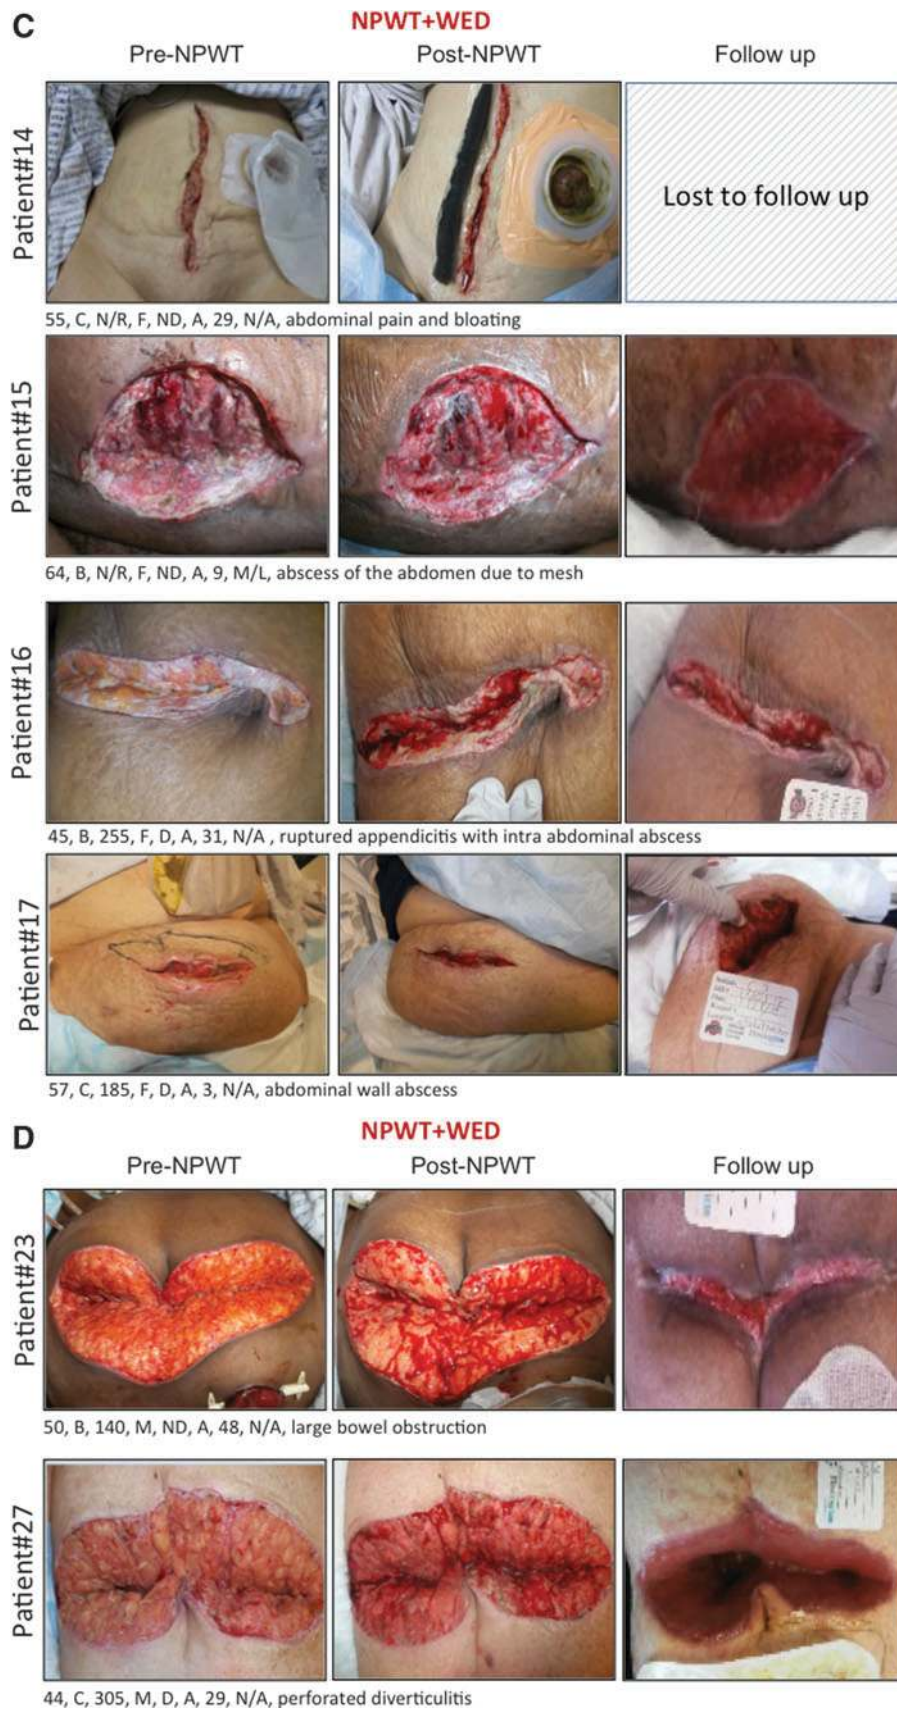 C
NPWT+WED
Pre-NPWT Post-NPWT Follow up
Patient#14
Lost to follow up
55, C, N/R, F, ND, A, 29, N/A, abdominal pain and bloating
Patient#15
64, B, N/R, F, ND, A, 9, M/L, abscess of the abdomen due to mesh
Patient#16
45, B, 255, F, D, A, 31, N/A , ruptured appendicitis with intra abdominal abscess
Patient#17
57, C, 185, F, D, A, 3, N/A, abdominal wall abscess
D
NPWT+WED
Pre-NPWT Post-NPWT Follow up
Patient#23
50, B, 140, M, ND, A, 48, N/A, large bowel obstruction
Patient#27
44, C, 305, M, D, A, 29, N/A, perforated diverticulitis